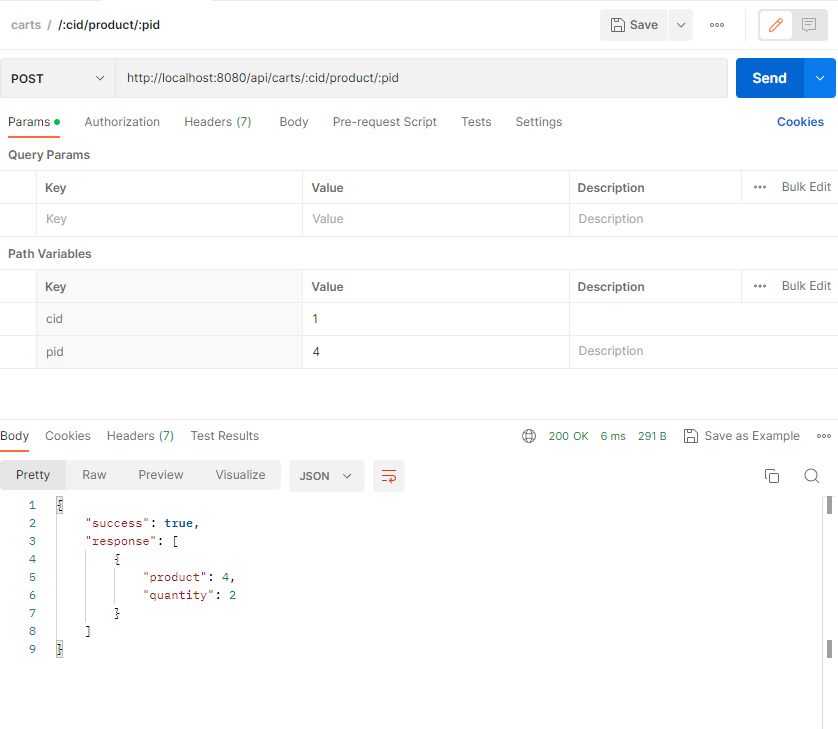 carts / /:cid/product/:pid Save
POST http://localhost:8080/api/carts/:cid/product/:pid Send
Params Authorization Headers (7) Body Pre-request Script Tests Settings Cookies
Query Params
Key Value Description Bulk Edit
Key Value Description
Path Variables
Key Value Description Bulk Edit
cid 1
pid 4 Description
Body Cookies Headers (7) Test Results 200 OK 6 ms 291 B Save as Example
Pretty Raw Preview Visualize JSON
1 {
2 "success": true,
3 "response": [
4 {
5 "product": 4,
6 "quantity": 2
7 }
8 ]
9 }